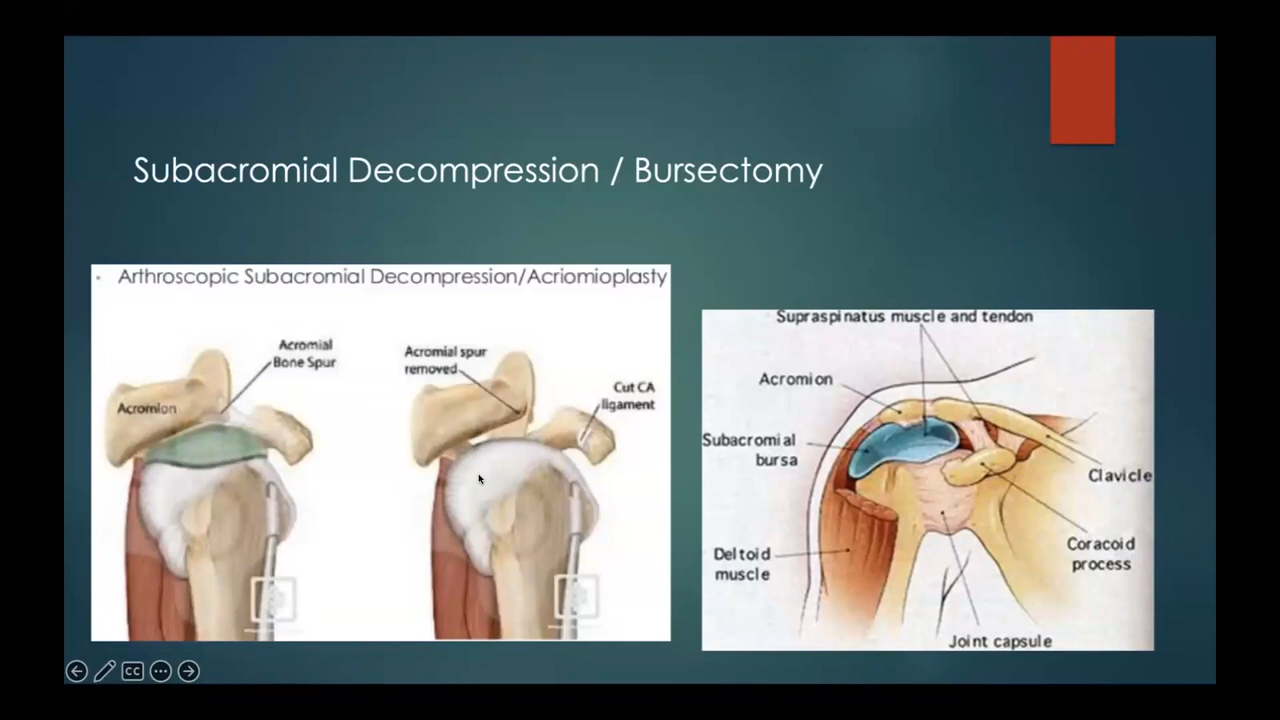 Subacromial Decompression / Bursectomy
• Arthroscopic Subacromial Decompression/Acriomioplasty
Acromial
Bone Spur
Acromion
Acromial spur
removed
Cut CA
ligament
Supraspinatus muscle and tendon
Acromion
Subacromial
bursa
Clavicle
Coracoid
process
Deltoid
muscle
Joint capsule
CC